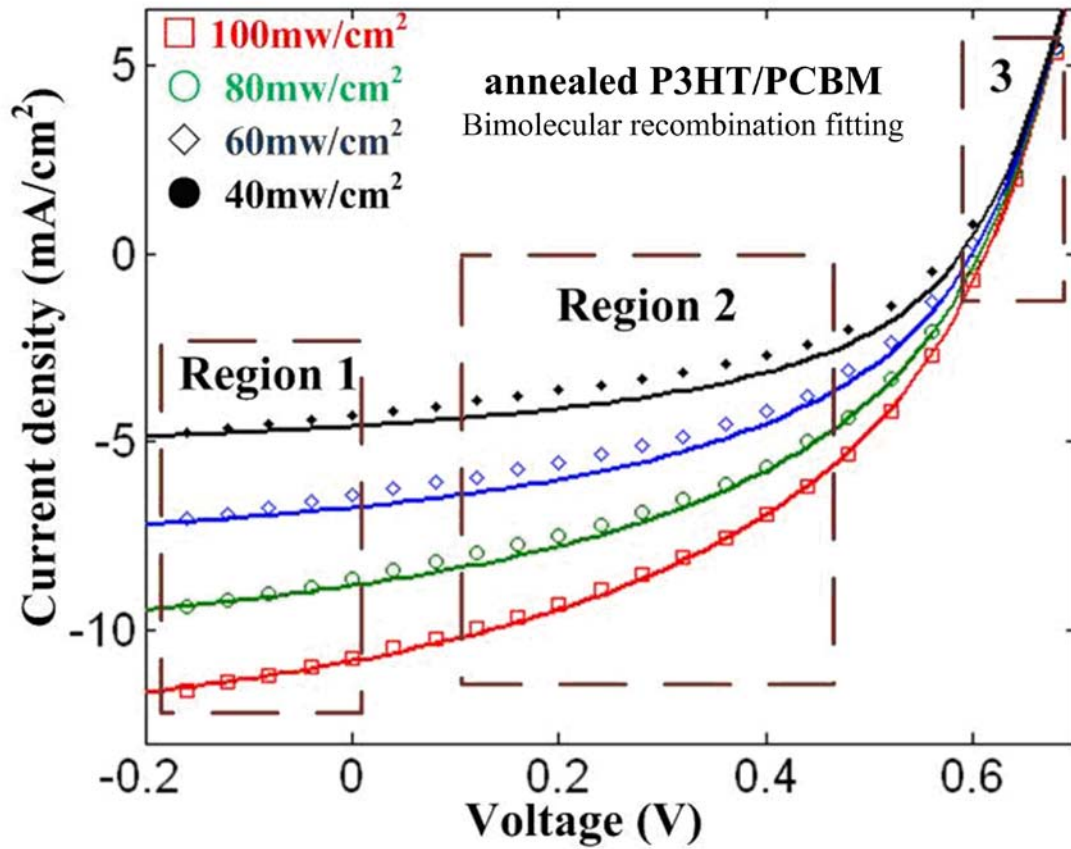 100mw/cm²
80mw/cm²
60mw/cm²
40mw/cm²
annealed P3HT/PCBM
Bimolecular recombination fitting
3
Region 2
Region 1
Current density (mA/cm²)
5
0
-5
-10
-0.2
0
0.2
0.4
0.6
Voltage (V)